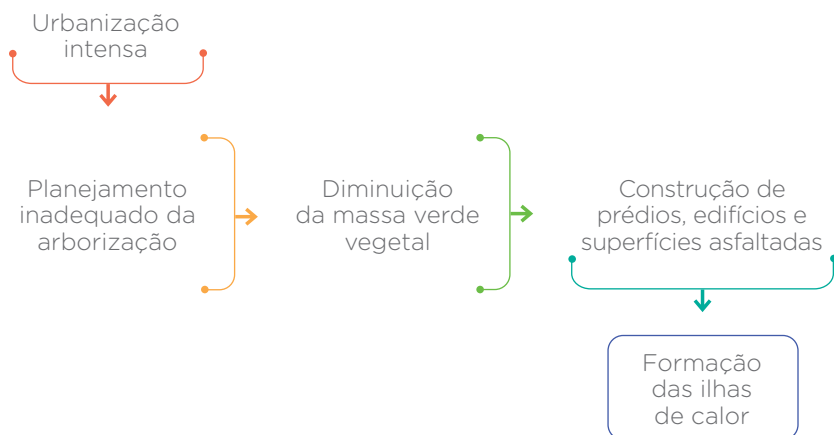 Urbanização
intensa
Planejamento
inadequado da
arborização
Diminuição
da massa verde
vegetal
Construção de
prédios, edifícios e
superfícies asfaltadas
Formação
das ilhas
de calor